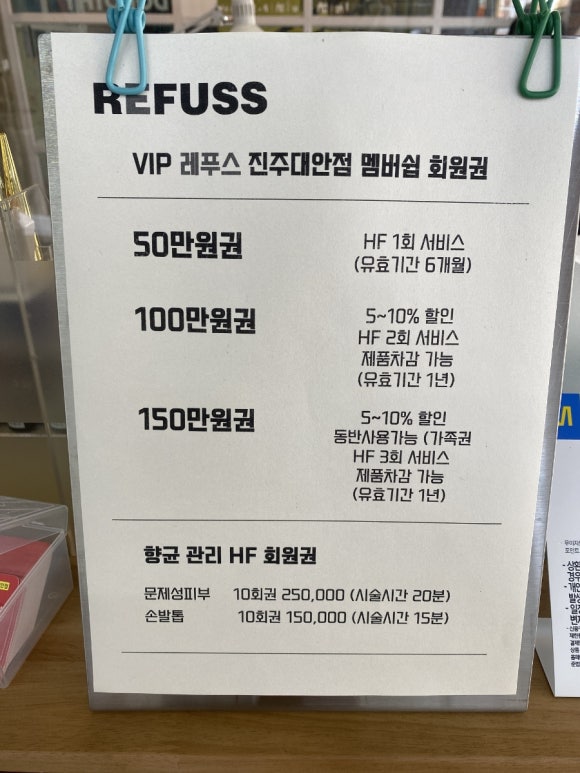 REFUSS
VIP 레푸스 진주대안점 멤버쉽 회원권
50만원권
HF 1회 서비스
(유효기간 6개월)
100만원권
5~10% 할인
HF 2회 서비스
제품차감 가능
(유효기간 1년)
150만원권
5~10% 할인
동반사용가능 (가족권
HF 3회 서비스
제품차감 가능
(유효기간 1년)
향균 관리 HF 회원권
문제성피부 10회권 250,000 (시술시간 20분)
손발톱 10회권 150,000 (시술시간 15분)